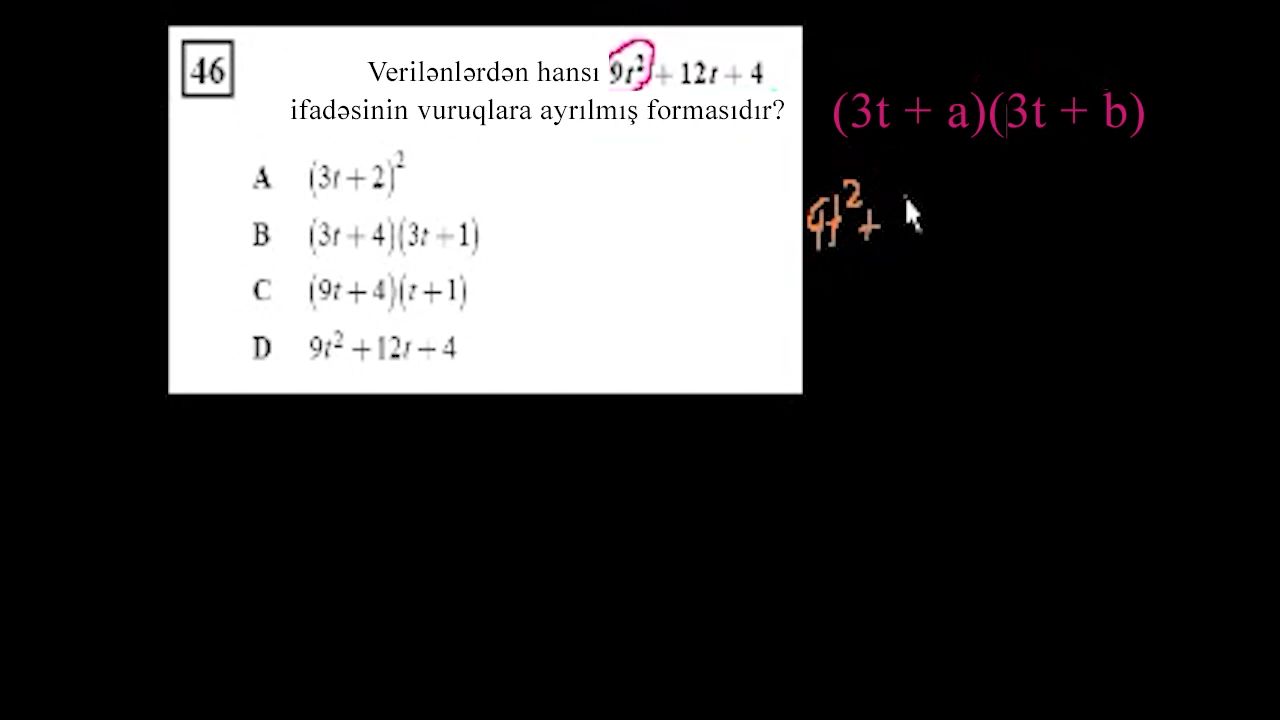 46
Verilənlərdən hansı 9t² + 12t + 4
ifadəsinin vuruqlara ayrılmış formasıdır?
A (3t + 2)²
B (3t + 4)(3t + 1)
C (9t + 4)(t + 1)
D 9t² + 12t + 4
(3t + a)(3t + b)
9t² +